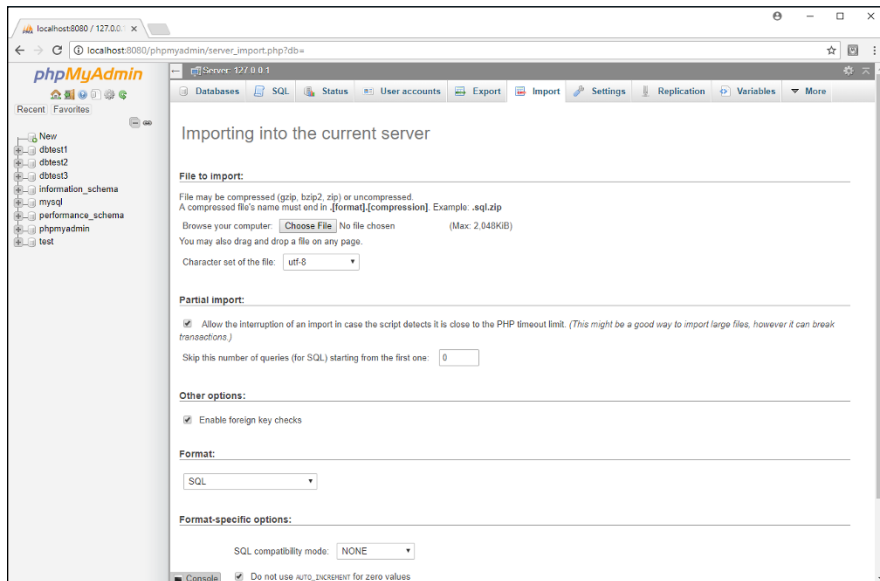 localhost:8080 / 127.0.0.1
localhost:8080/phpmyadmin/server_import.php?db=
phpMyAdmin
Recent Favorites
New
dbtest1
dbtest2
dbtest3
information_schema
mysql
performance_schema
phpmyadmin
test
Server: 127.0.0.1
Databases SQL Status User accounts Export Import Settings Replication Variables More
Importing into the current server
File to import:
File may be compressed (gzip, bzip2, zip) or uncompressed.
A compressed file's name must end in .[format].[compression]. Example: .sql.zip
Browse your computer: Choose File No file chosen (Max: 2,048KiB)
You may also drag and drop a file on any page.
Character set of the file: utf-8
Partial import:
Allow the interruption of an import in case the script detects it is close to the PHP timeout limit. (This might be a good way to import large files, however it can break
transactions.)
Skip this number of queries (for SQL) starting from the first one: 0
Other options:
Enable foreign key checks
Format:
SQL
Format-specific options:
SQL compatibility mode: NONE
Console Do not use AUTO_INCREMENT for zero values